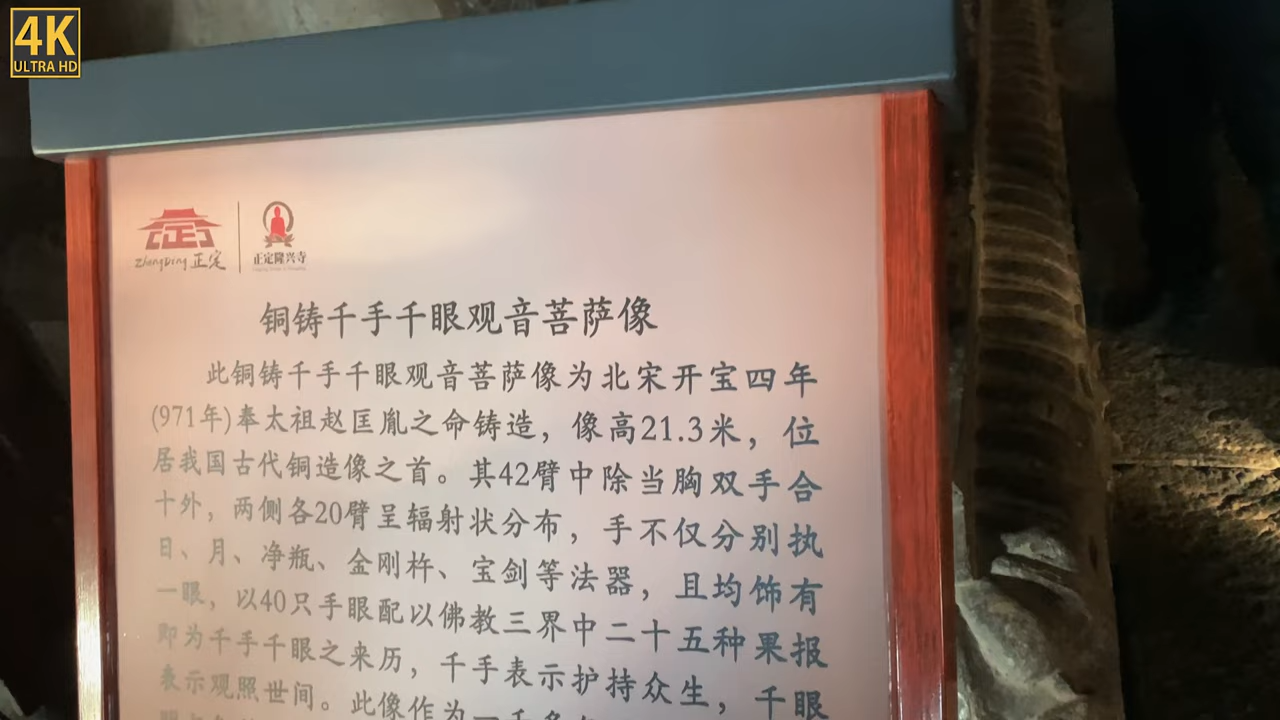 4K
ULTRA HD
Zhengding 正定
正定隆兴寺
铜铸千手千眼观音菩萨像
此铜铸千手千眼观音菩萨像为北宋开宝四年
(971年)奉太祖赵匡胤之命铸造，像高21.3米，位
居我国古代铜造像之首。其42臂中除当胸双手合
十外，两侧各20臂呈辐射状分布，手不仅分别执
日、月、净瓶、金刚杵、宝剑等法器，且均饰有
一眼，以40只手眼配以佛教三界中二十五种果报
即为千手千眼之来历，千手表示护持众生，千眼
表示观照世间。此像作为一千多